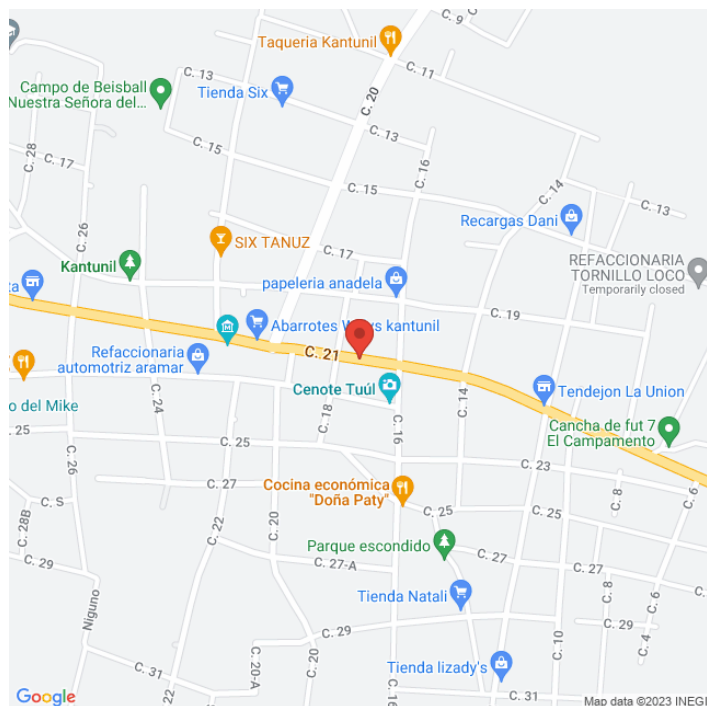 C. 9
Taqueria Kantunil
C. 11
C. 20
Campo de Beisball
Nuestra Señora del...
C. 13
Tienda Six
C. 13
C. 28
C. 17
C. 15
C. 16
C. 15
C. 14
C. 13
C. 26
Recargas Dani
SIX TANUZ
C. 17
REFACCIONARIA
TORNILLO LOCO
Temporarily closed
Kantunil
papeleria anadela
ta
C. 19
Abarrotes W
ys kantunil
C. 21
Refaccionaria
automotriz aramar
Cenote Tuúl
Tendejon La Union
o del Mike
C. 24
C. 18
C. 16
C. 14
Cancha de fut 7
El Campamento
C. 25
C. 25
C. 26
C. 23
C. 27
Cocina económica
"Doña Paty"
C. 8
C. 6
C. S
C. 28B
C. 22
C. 20
C. 25
C. 25
Parque escondido
C. 27
C. 27
C. 29
C. 27-A
Niguno
Tienda Natali
C. 8
C. 6
C. 29
C. 29
C. 10
C. 4
C. 31
C. 20-A
C. 20
Tienda lizady's
22
C. 16
C. 31
Google
Map data ©2023 INEGI